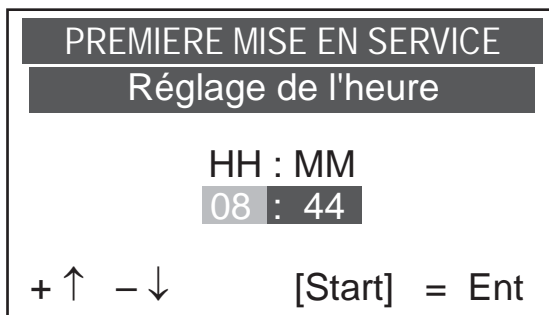 PREMIERE MISE EN SERVICE
Réglage de l'heure
HH : MM
08 : 44
+ ↑ – ↓ [Start] = Ent